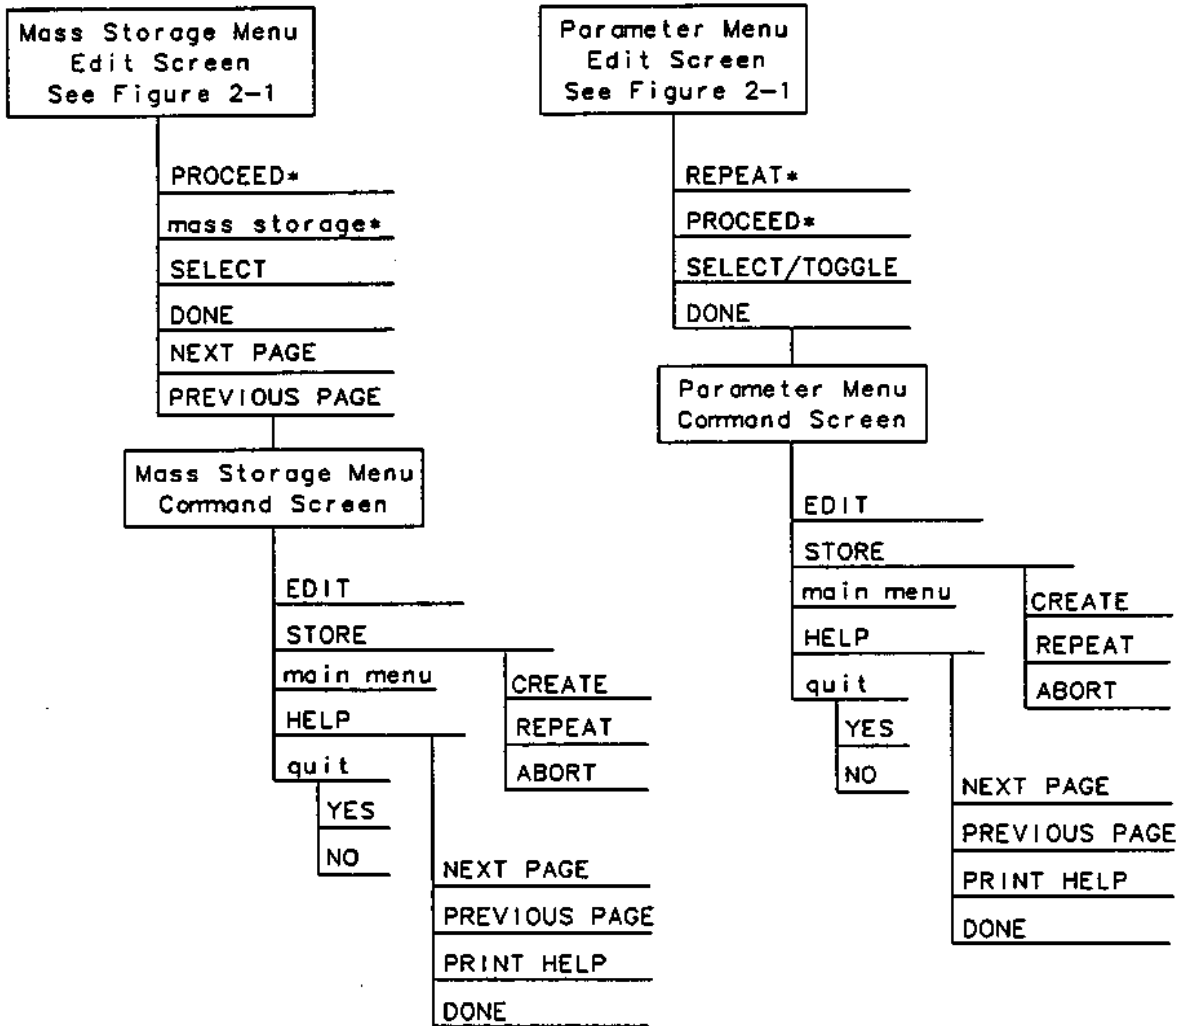 Mass Storage Menu
Edit Screen
See Figure 2-1
PROCEED*
mass storage*
SELECT
DONE
NEXT PAGE
PREVIOUS PAGE
Mass Storage Menu
Command Screen
EDIT
STORE
CREATE
REPEAT
ABORT
main menu
HELP
NEXT PAGE
PREVIOUS PAGE
PRINT HELP
DONE
quit
YES
NO
Parameter Menu
Edit Screen
See Figure 2-1
REPEAT*
PROCEED*
SELECT/TOGGLE
DONE
Parameter Menu
Command Screen
EDIT
STORE
CREATE
REPEAT
ABORT
main menu
HELP
NEXT PAGE
PREVIOUS PAGE
PRINT HELP
DONE
quit
YES
NO